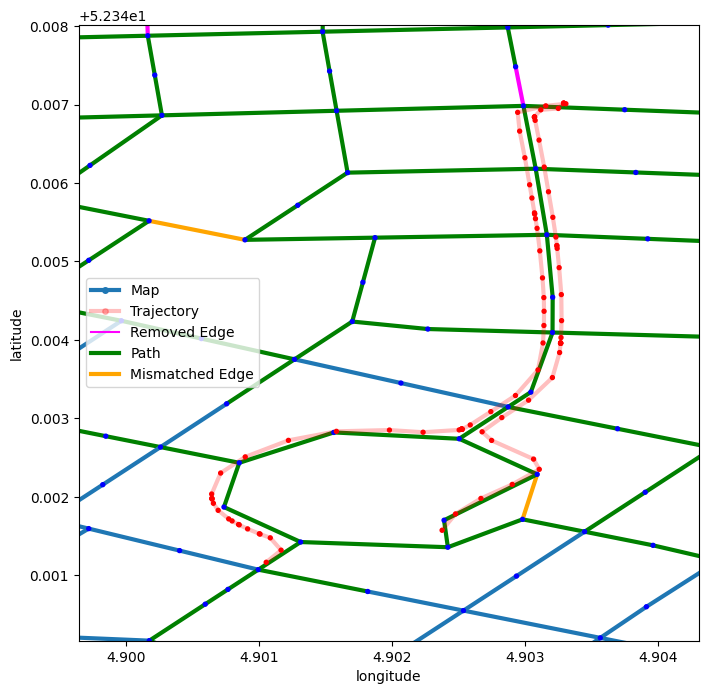 +5.234e1
0.008
0.007
0.006
0.005
0.004
0.003
0.002
0.001
latitude
Map
Trajectory
Removed Edge
Path
Mismatched Edge
4.900 4.901 4.902 4.903 4.904
longitude